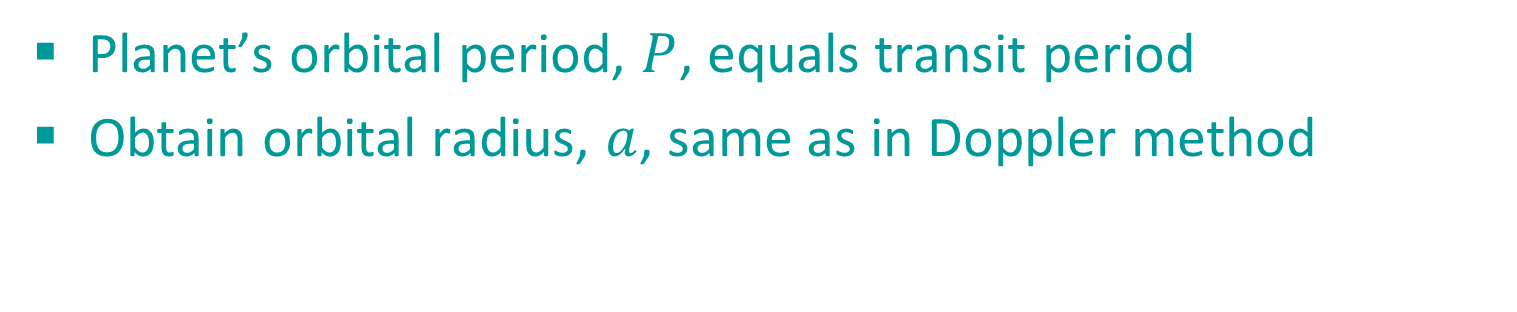 ▪ Planet’s orbital period, P, equals transit period
▪ Obtain orbital radius, a, same as in Doppler method